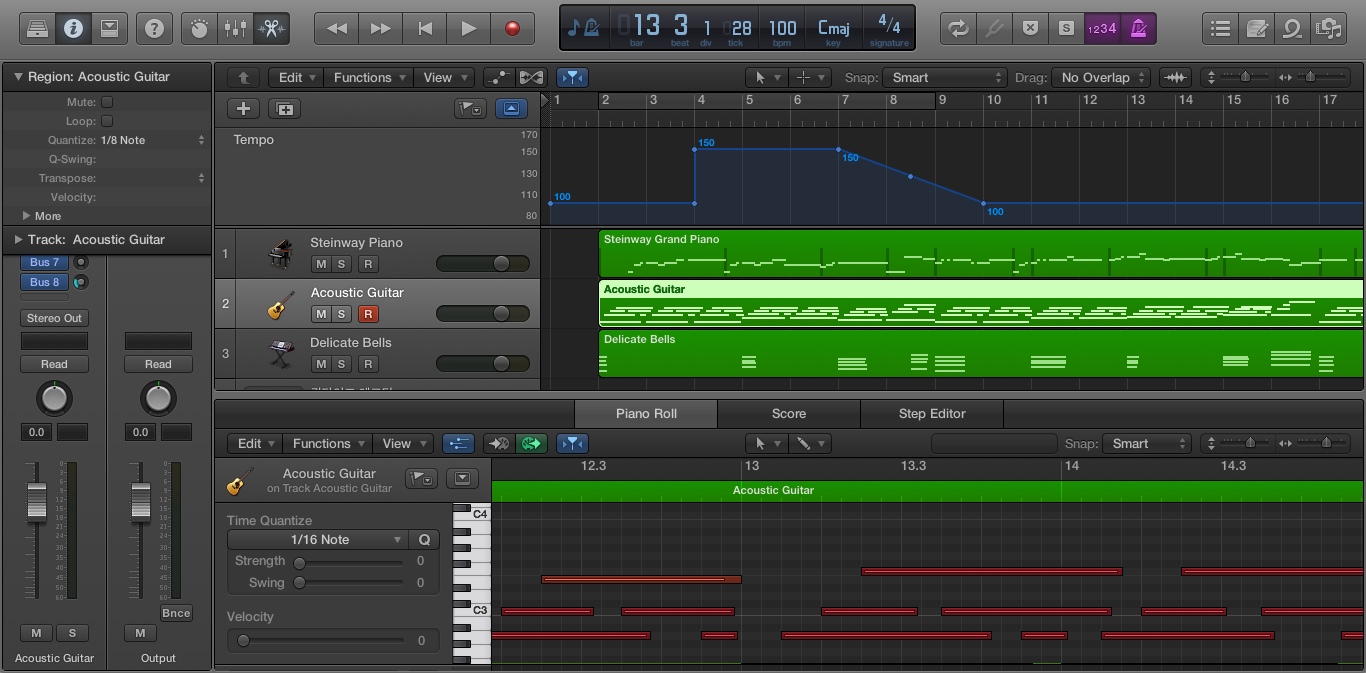 13 3 1 28 100 Cmaj 4/4
bar beat div tick bpm key signature
S 1234
Region: Acoustic Guitar
Mute:
Loop:
Quantize: 1/8 Note
Q-Swing:
Transpose:
Velocity:
More
Track: Acoustic Guitar
Bus 7
Bus 8
Stereo Out
Read Read
0.0 0.0
Bnce
M S M
Acoustic Guitar Output
Edit Functions View Snap: Smart Drag: No Overlap
1 2 3 4 5 6 7 8 9 10 11 12 13 14 15 16 17
Tempo
170
150
130
110
80
100 150 150 100
1 Steinway Piano
M S R
Steinway Grand Piano
2 Acoustic Guitar
M S R
Acoustic Guitar
3 Delicate Bells
M S R
Delicate Bells
Piano Roll Score Step Editor
Edit Functions View Snap: Smart
12.3 13 13.3 14 14.3
Acoustic Guitar
on Track Acoustic Guitar
Acoustic Guitar
Time Quantize
1/16 Note Q
Strength 0
Swing 0
Velocity
0
C4
C3